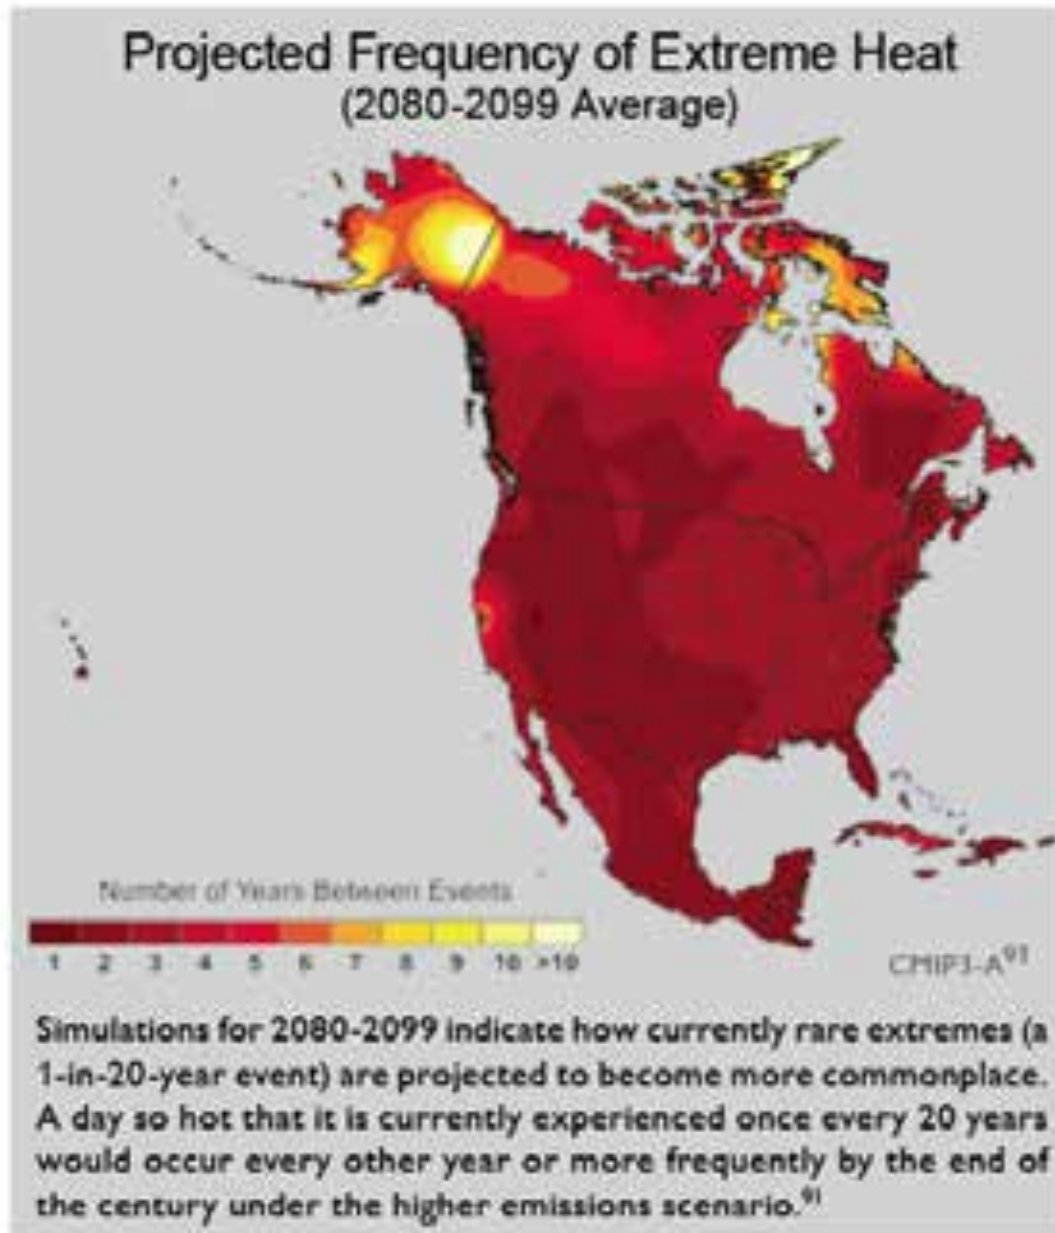 Projected Frequency of Extreme Heat
(2080-2099 Average)
Number of Years Between Events
1 2 3 4 5 6 7 8 9 10 >10
CMIP3-A⁹³
Simulations for 2080-2099 indicate how currently rare extremes (a
1-in-20-year event) are projected to become more commonplace.
A day so hot that it is currently experienced once every 20 years
would occur every other year or more frequently by the end of
the century under the higher emissions scenario.⁹¹